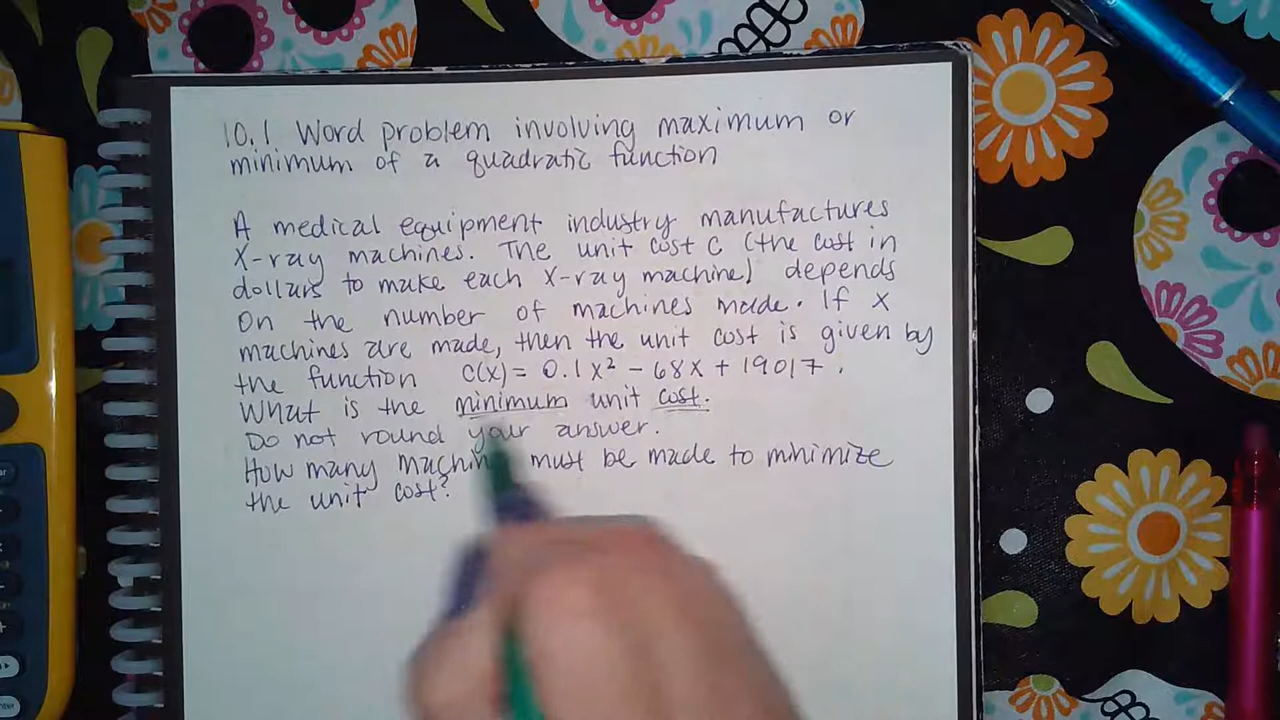 10.1 Word problem involving maximum or
minimum of a quadratic function
A medical equipment industry manufactures
X-ray machines. The unit cost C (the cost in
dollars to make each X-ray machine) depends
on the number of machines made. If x
machines are made, then the unit cost is given by
the function C(x) = 0.1x² - 68x + 19017.
What is the minimum unit cost.
Do not round your answer.
How many machin must be made to minimize
the unit cost?